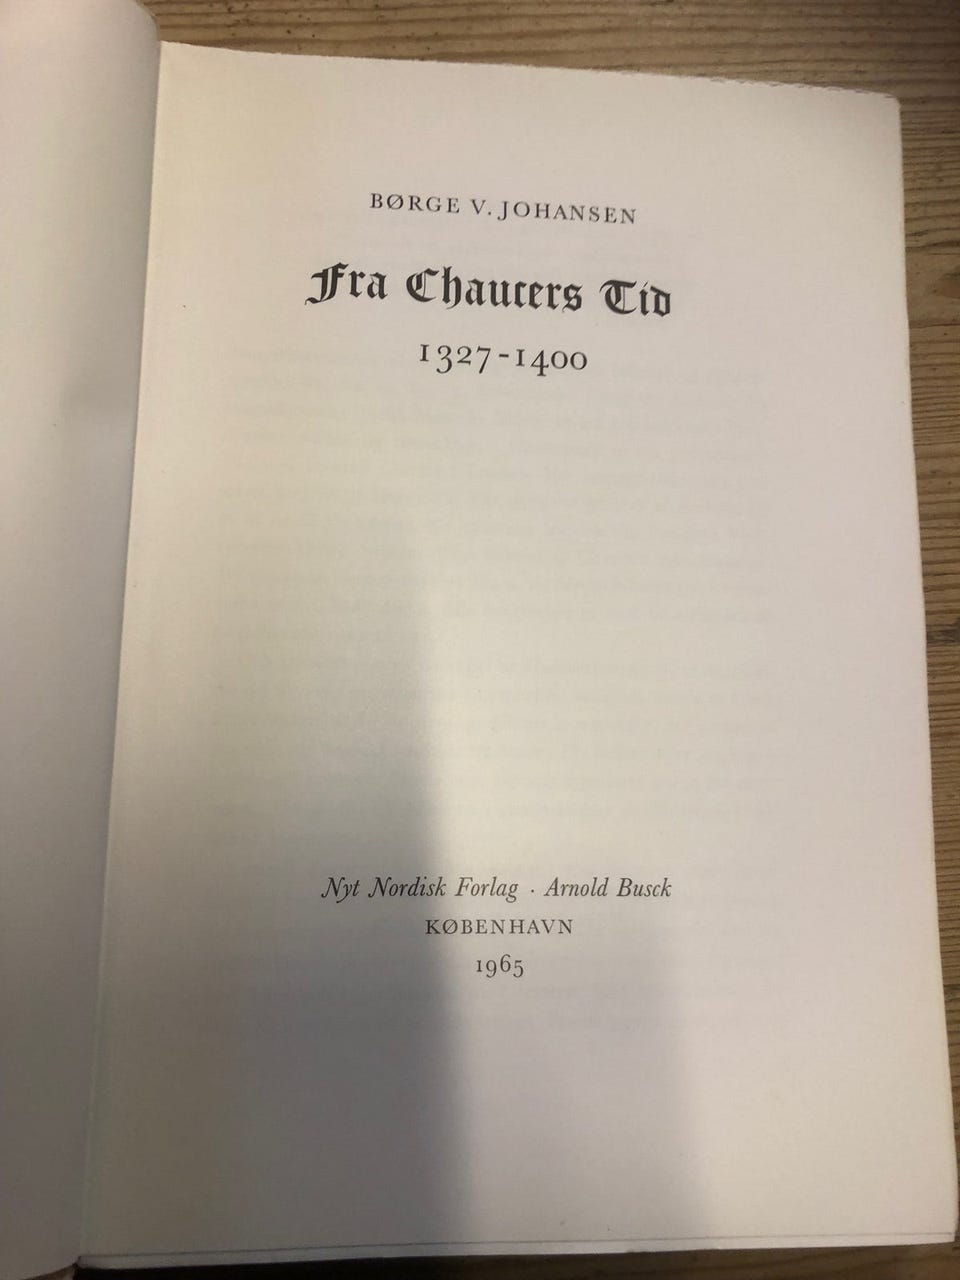 BØRGE V. JOHANSEN
Fra Chaucers Tid
1327-1400
Nyt Nordisk Forlag · Arnold Busck
KØBENHAVN
1965